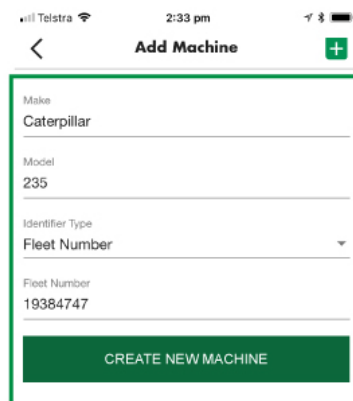 Telstra 2:33 pm
Add Machine
Make
Caterpillar
Model
235
Identifier Type
Fleet Number
Fleet Number
19384747
CREATE NEW MACHINE